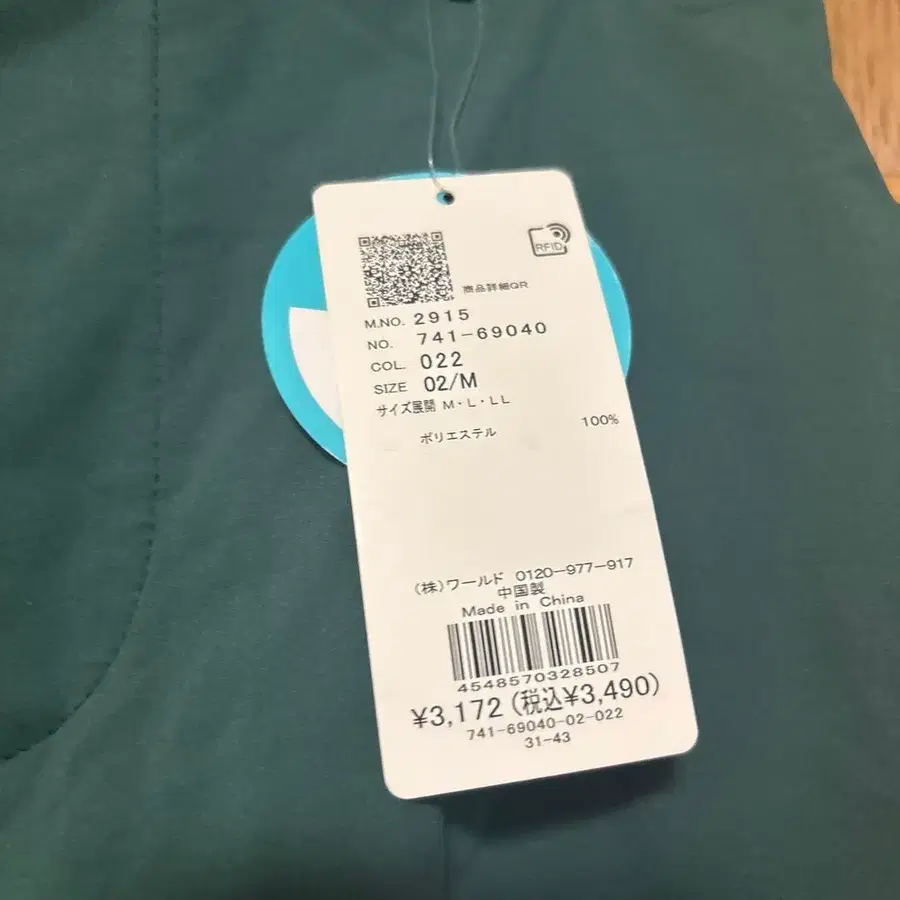 RFID
商品詳細QR
M.NO. 2915
NO. 741-69040
COL. 022
SIZE 02/M
サイズ展開 M・L・LL
ポリエステル 100%
(株)ワールド 0120-977-917
中国製
Made in China
4548570328507
¥3,172 (税込¥3,490)
741-69040-02-022
31-43